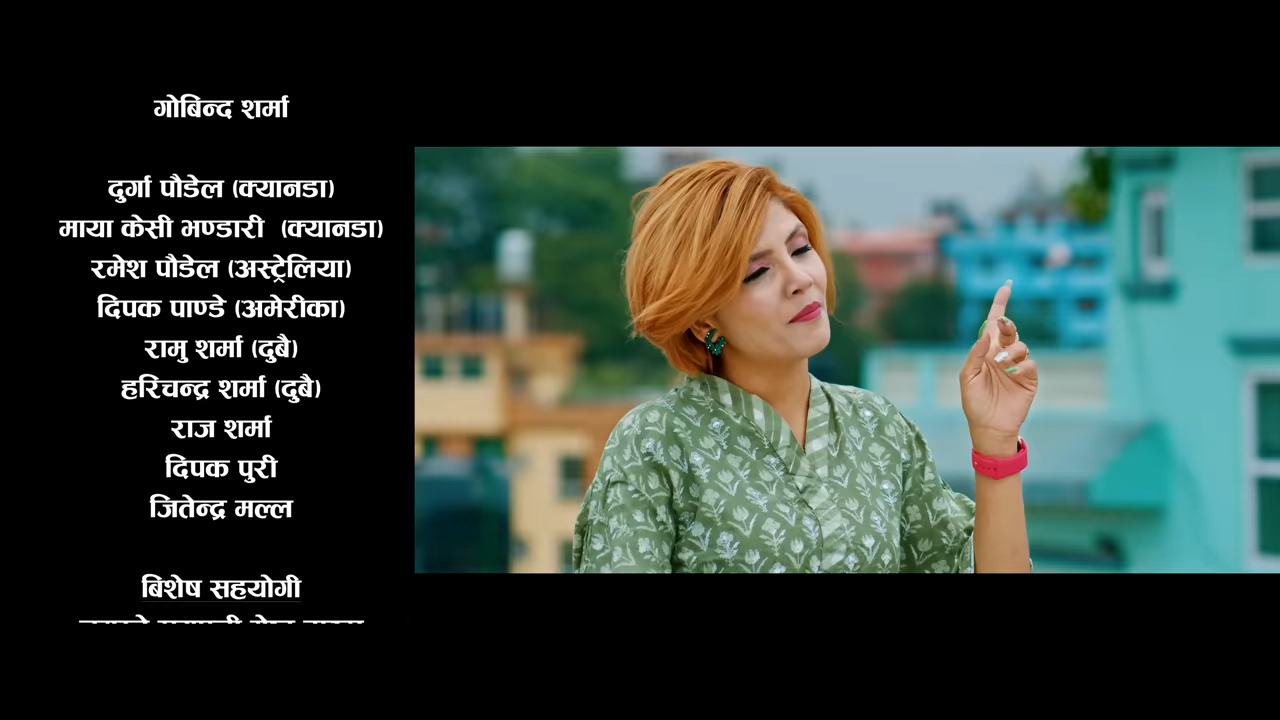 गोबिन्द शर्मा
दुर्गा पौडेल (क्यानडा)
माया केसी भण्डारी (क्यानडा)
रमेश पौडेल (अस्ट्रेलिया)
दिपक पाण्डे (अमेरीका)
रामु शर्मा (दुबै)
हरिचन्द्र शर्मा (दुबै)
राज शर्मा
दिपक पुरी
जितेन्द्र मल्ल
बिशेष सहयोगी